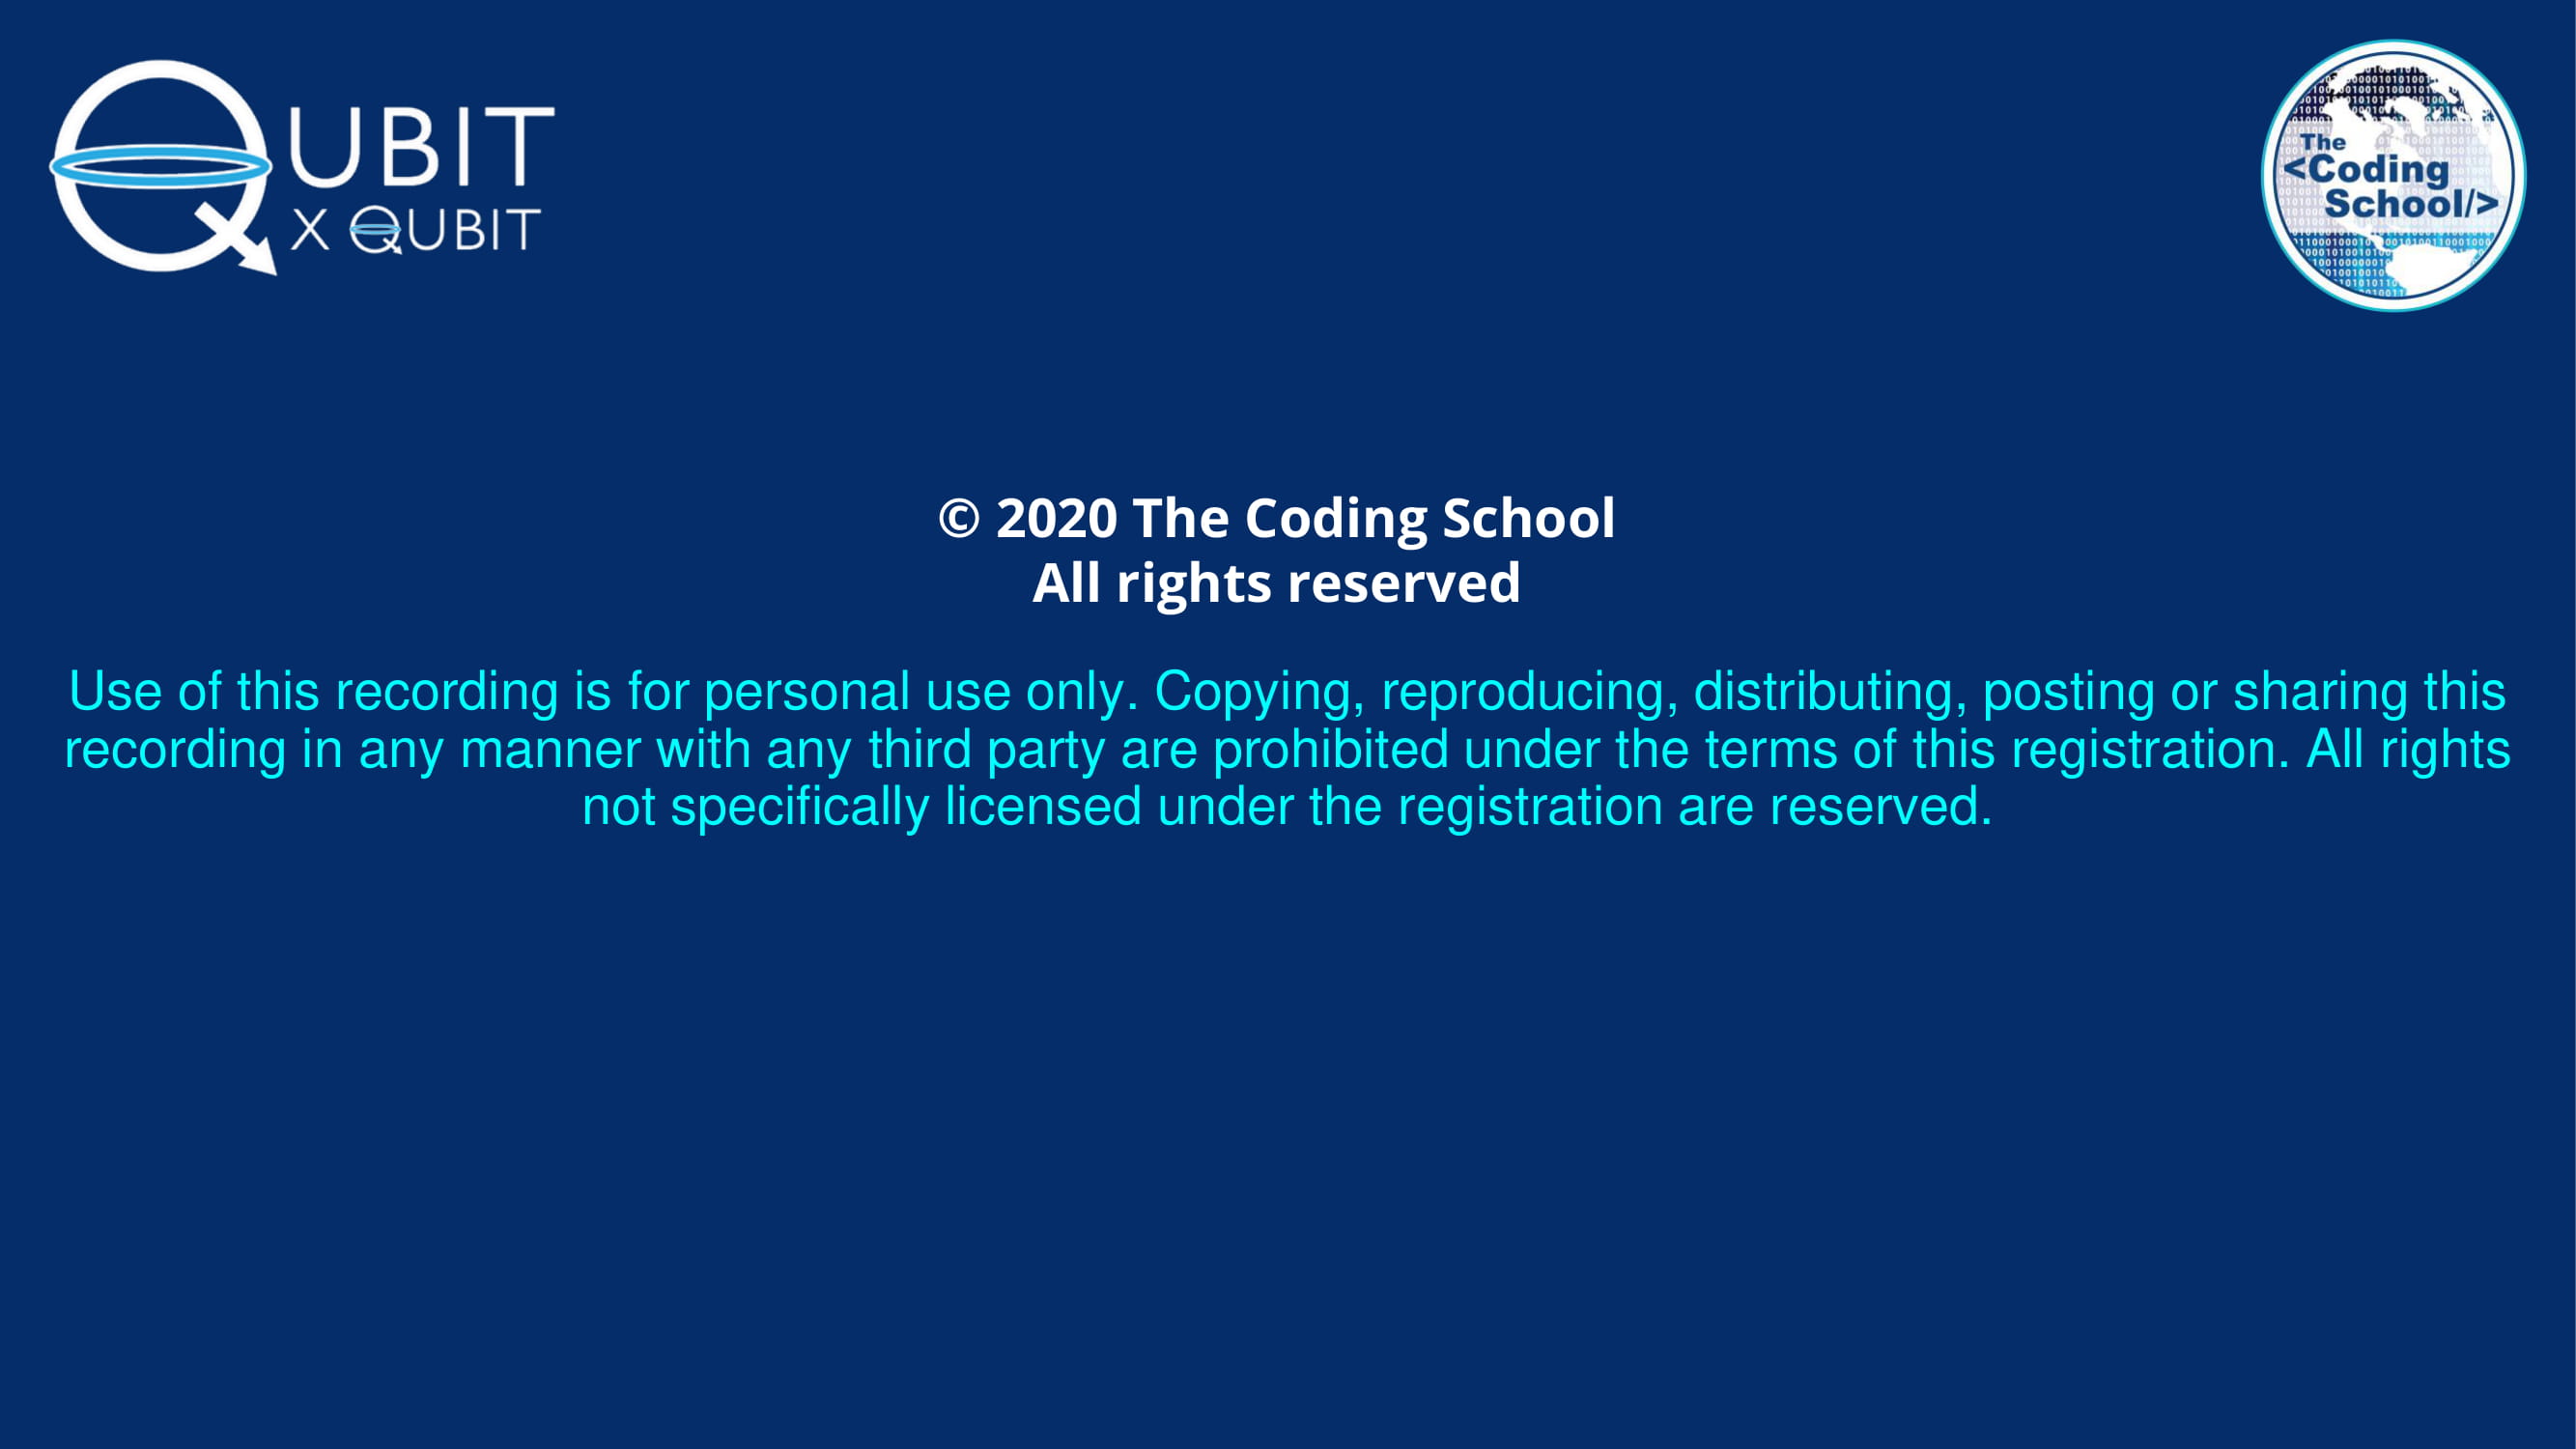 QUBIT
X QUBIT
The
<Coding
School/>
© 2020 The Coding School
All rights reserved
Use of this recording is for personal use only. Copying, reproducing, distributing, posting or sharing this
recording in any manner with any third party are prohibited under the terms of this registration. All rights
not specifically licensed under the registration are reserved.